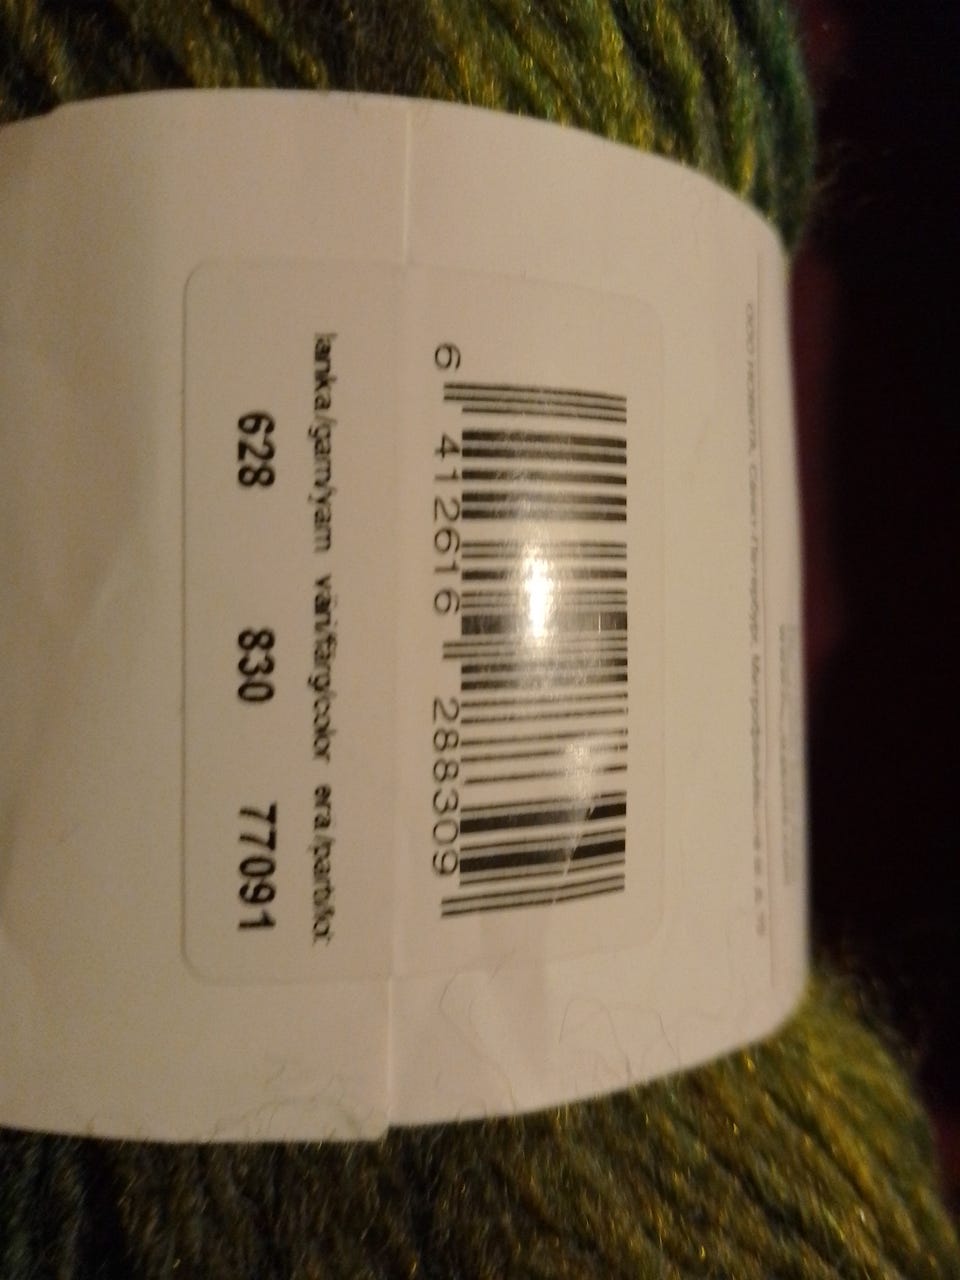 6 412616 288309
lanka/garn/yarn väri/färg/color erä/parti/lot:
628 830 77091